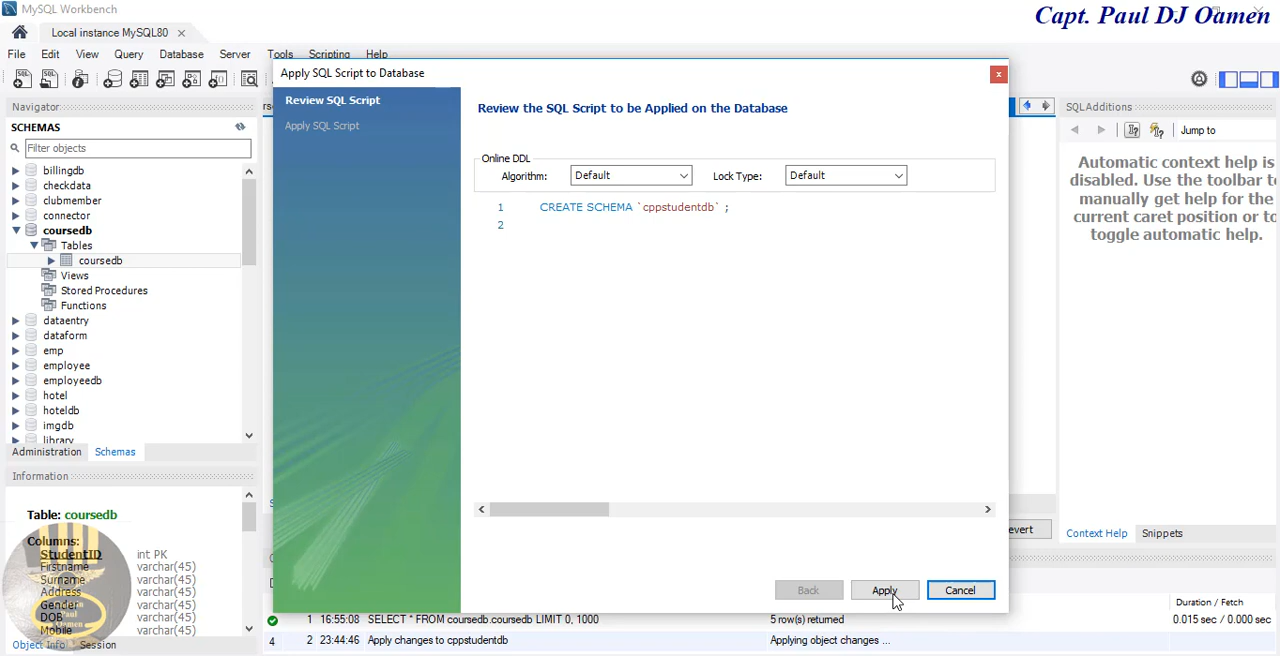 MySQL Workbench
Capt. Paul DJ Oamen
Local instance MySQL80
File Edit View Query Database Server Tools Scripting Help
Navigator
SCHEMAS
Filter objects
billingdb
checkdata
clubmember
connector
coursedb
Tables
coursedb
Views
Stored Procedures
Functions
dataentry
dataform
emp
employee
employeedb
hotel
hoteldb
imgdb
library
Administration Schemas
Information
Table: coursedb
Columns:
StudentID int PK
Firstname varchar(45)
Surname varchar(45)
Address varchar(45)
Gender varchar(45)
DOB varchar(45)
Mobile varchar(45)
Object Info Session
Apply SQL Script to Database
Review SQL Script
Apply SQL Script
Review the SQL Script to be Applied on the Database
Online DDL
Algorithm: Default Lock Type: Default
1 CREATE SCHEMA `cppstudentdb` ;
2
Back Apply Cancel
evert
SQLAdditions
Jump to
Automatic context help is
disabled. Use the toolbar to
manually get help for the
current caret position or to
toggle automatic help.
Context Help Snippets
Duration / Fetch
1 16:55:08 SELECT * FROM coursedb.coursedb LIMIT 0, 1000 5 row(s) returned 0.015 sec / 0.000 sec
4 2 23:44:46 Apply changes to cppstudentdb Applying object changes ...